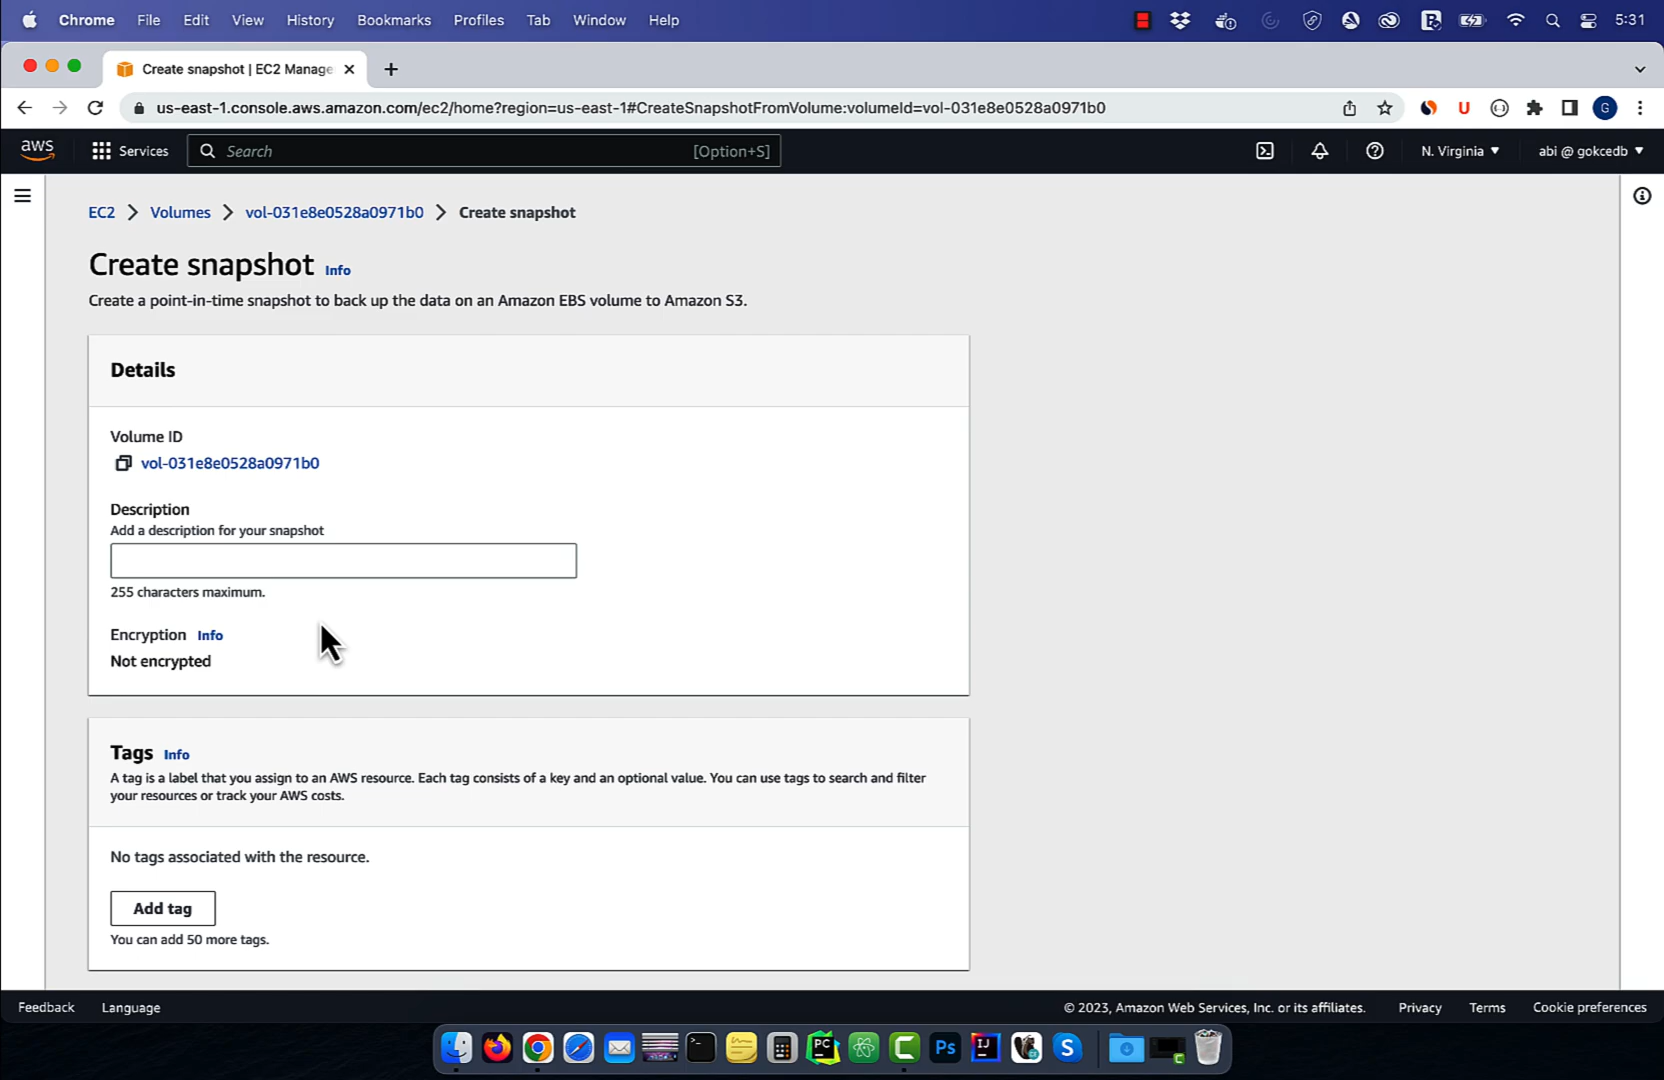 Chrome File Edit View History Bookmarks Profiles Tab Window Help 5:31
Create snapshot | EC2 Manage
us-east-1.console.aws.amazon.com/ec2/home?region=us-east-1#CreateSnapshotFromVolume:volumeId=vol-031e8e0528a0971b0 U G
aws Services Search [Option+S] N. Virginia abi @ gokcedb
EC2 Volumes vol-031e8e0528a0971b0 Create snapshot
Create snapshot Info
Create a point-in-time snapshot to back up the data on an Amazon EBS volume to Amazon S3.
Details
Volume ID
vol-031e8e0528a0971b0
Description
Add a description for your snapshot
255 characters maximum.
Encryption Info
Not encrypted
Tags Info
A tag is a label that you assign to an AWS resource. Each tag consists of a key and an optional value. You can use tags to search and filter
your resources or track your AWS costs.
No tags associated with the resource.
Add tag
You can add 50 more tags.
Feedback Language © 2023, Amazon Web Services, Inc. or its affiliates. Privacy Terms Cookie preferences
PC Ps IJ S